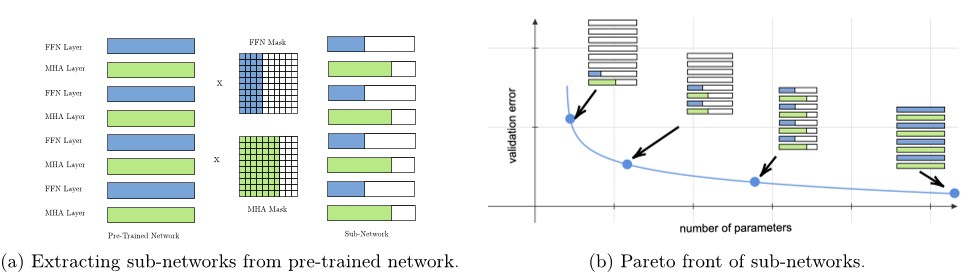 FFN Layer
MHA Layer
FFN Layer
MHA Layer
FFN Layer
MHA Layer
FFN Layer
MHA Layer
Pre-Trained Network
FFN Mask
X
X
MHA Mask
Sub-Network
(a) Extracting sub-networks from pre-trained network.
validation error
number of parameters
(b) Pareto front of sub-networks.